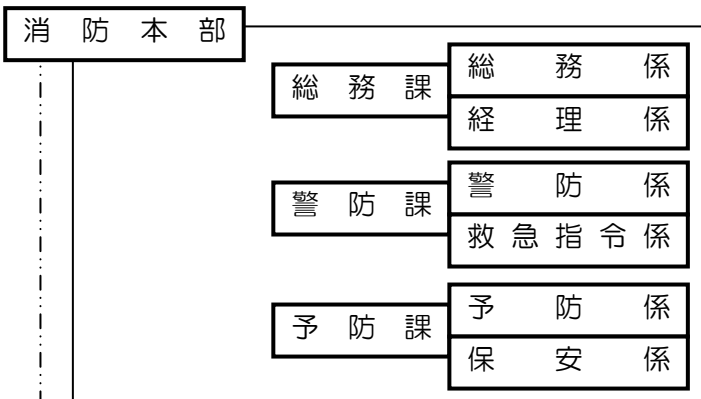 消防本部
総務課
総務係
経理係
警防課
警防係
救急指令係
予防課
予防係
保安係